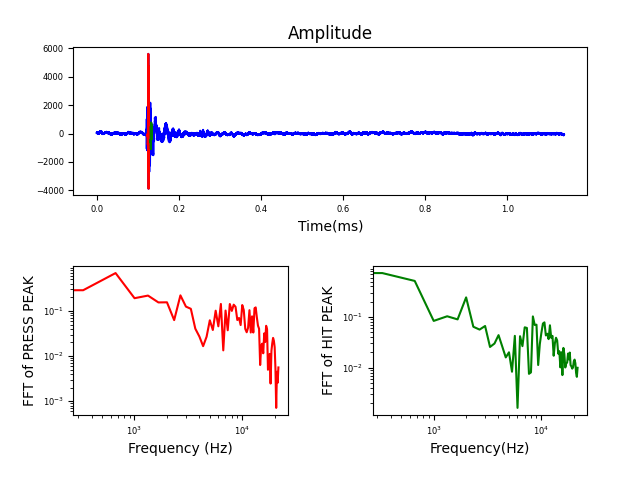 Amplitude
6000
4000
2000
0
−2000
−4000
0.0 0.2 0.4 0.6 0.8 1.0
Time(ms)
FFT of PRESS PEAK
10⁻¹
10⁻²
10⁻³
10³ 10⁴
Frequency (Hz)
FFT of HIT PEAK
10⁻¹
10⁻²
10³ 10⁴
Frequency(Hz)